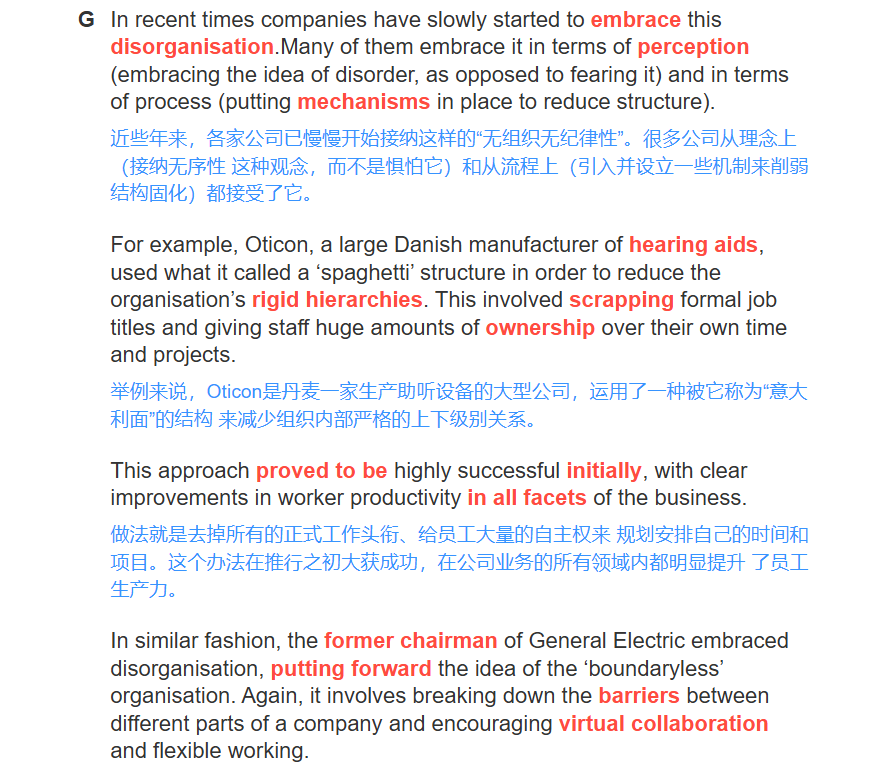 G In recent times companies have slowly started to embrace this
disorganisation.Many of them embrace it in terms of perception
(embracing the idea of disorder, as opposed to fearing it) and in terms
of process (putting mechanisms in place to reduce structure).
近些年来，各家公司已慢慢开始接纳这样的“无组织无纪律性”。很多公司从理念上
（接纳无序性 这种观念，而不是惧怕它）和从流程上（引入并设立一些机制来削弱
结构固化）都接受了它。
For example, Oticon, a large Danish manufacturer of hearing aids,
used what it called a ‘spaghetti’ structure in order to reduce the
organisation’s rigid hierarchies. This involved scrapping formal job
titles and giving staff huge amounts of ownership over their own time
and projects.
举例来说，Oticon是丹麦一家生产助听设备的大型公司，运用了一种被它称为“意大
利面”的结构 来减少组织内部严格的上下级别关系。
This approach proved to be highly successful initially, with clear
improvements in worker productivity in all facets of the business.
做法就是去掉所有的正式工作头衔、给员工大量的自主权来 规划安排自己的时间和
项目。这个办法在推行之初大获成功，在公司业务的所有领域内都明显提升 了员工
生产力。
In similar fashion, the former chairman of General Electric embraced
disorganisation, putting forward the idea of the ‘boundaryless’
organisation. Again, it involves breaking down the barriers between
different parts of a company and encouraging virtual collaboration
and flexible working.